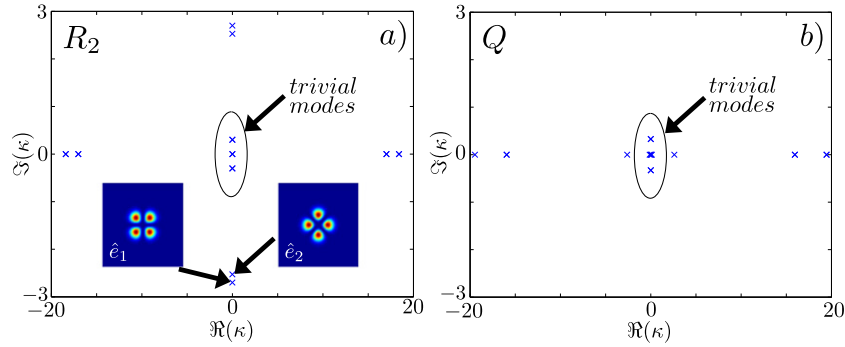 3
R₂
a)
trivial
modes
ℑ(κ)
0
ê₁
ê₂
−3
−20
0
20
ℜ(κ)
3
Q
b)
trivial
modes
ℑ(κ)
0
−3
−20
0
20
ℜ(κ)